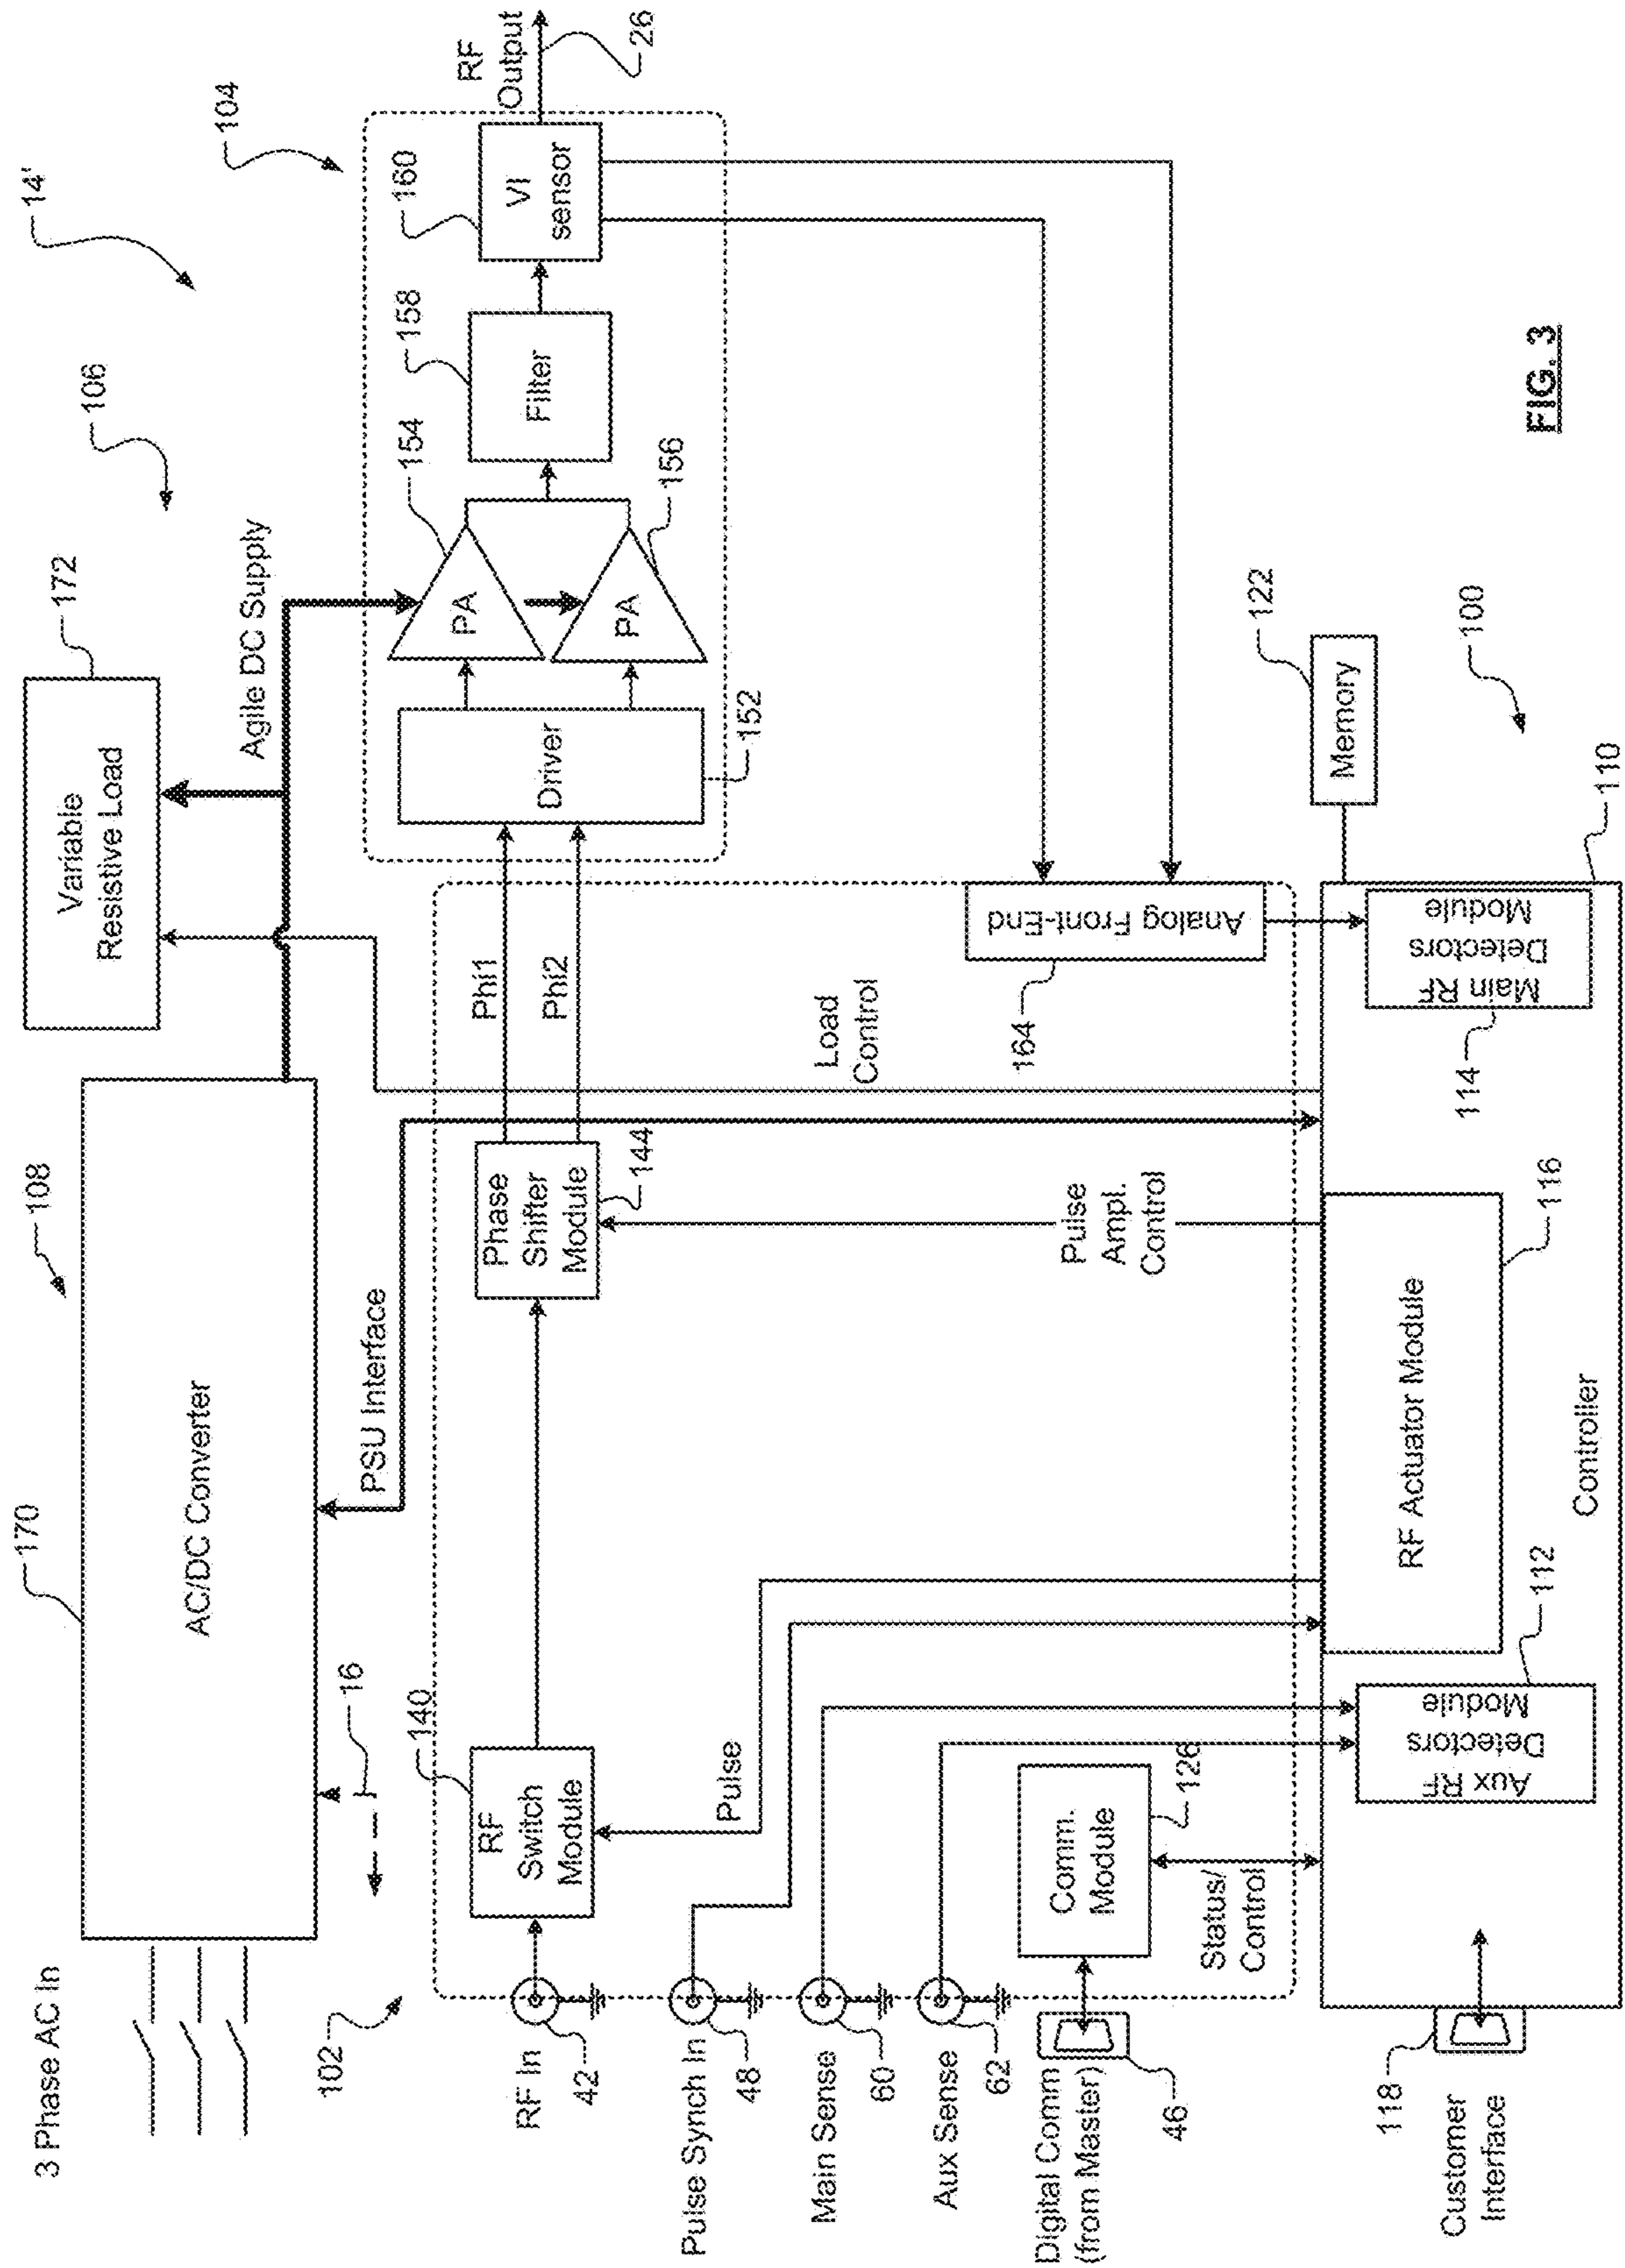 3 Phase AC In
170
AC/DC Converter
108
16
PSU Interface
172
Variable
Resistive Load
Agile DC Supply
106
14'
104
102
RF In
42
140
RF
Switch
Module
Phase
Shifter
Module
144
Phi1
Phi2
Driver
152
PA
154
PA
156
Filter
158
VI
sensor
160
RF
Output
26
Pulse Synch In
48
Pulse
Main Sense
60
Aux Sense
62
Digital Comm
(from Master)
46
Comm.
Module
126
Status/
Control
Pulse
Ampl.
Control
Load
Control
Analog Front-End
164
Memory
122
100
110
Customer
Interface
118
Aux RF
Detectors
Module
112
RF Actuator Module
116
Controller
Main RF
Detectors
Module
114
FIG. 3